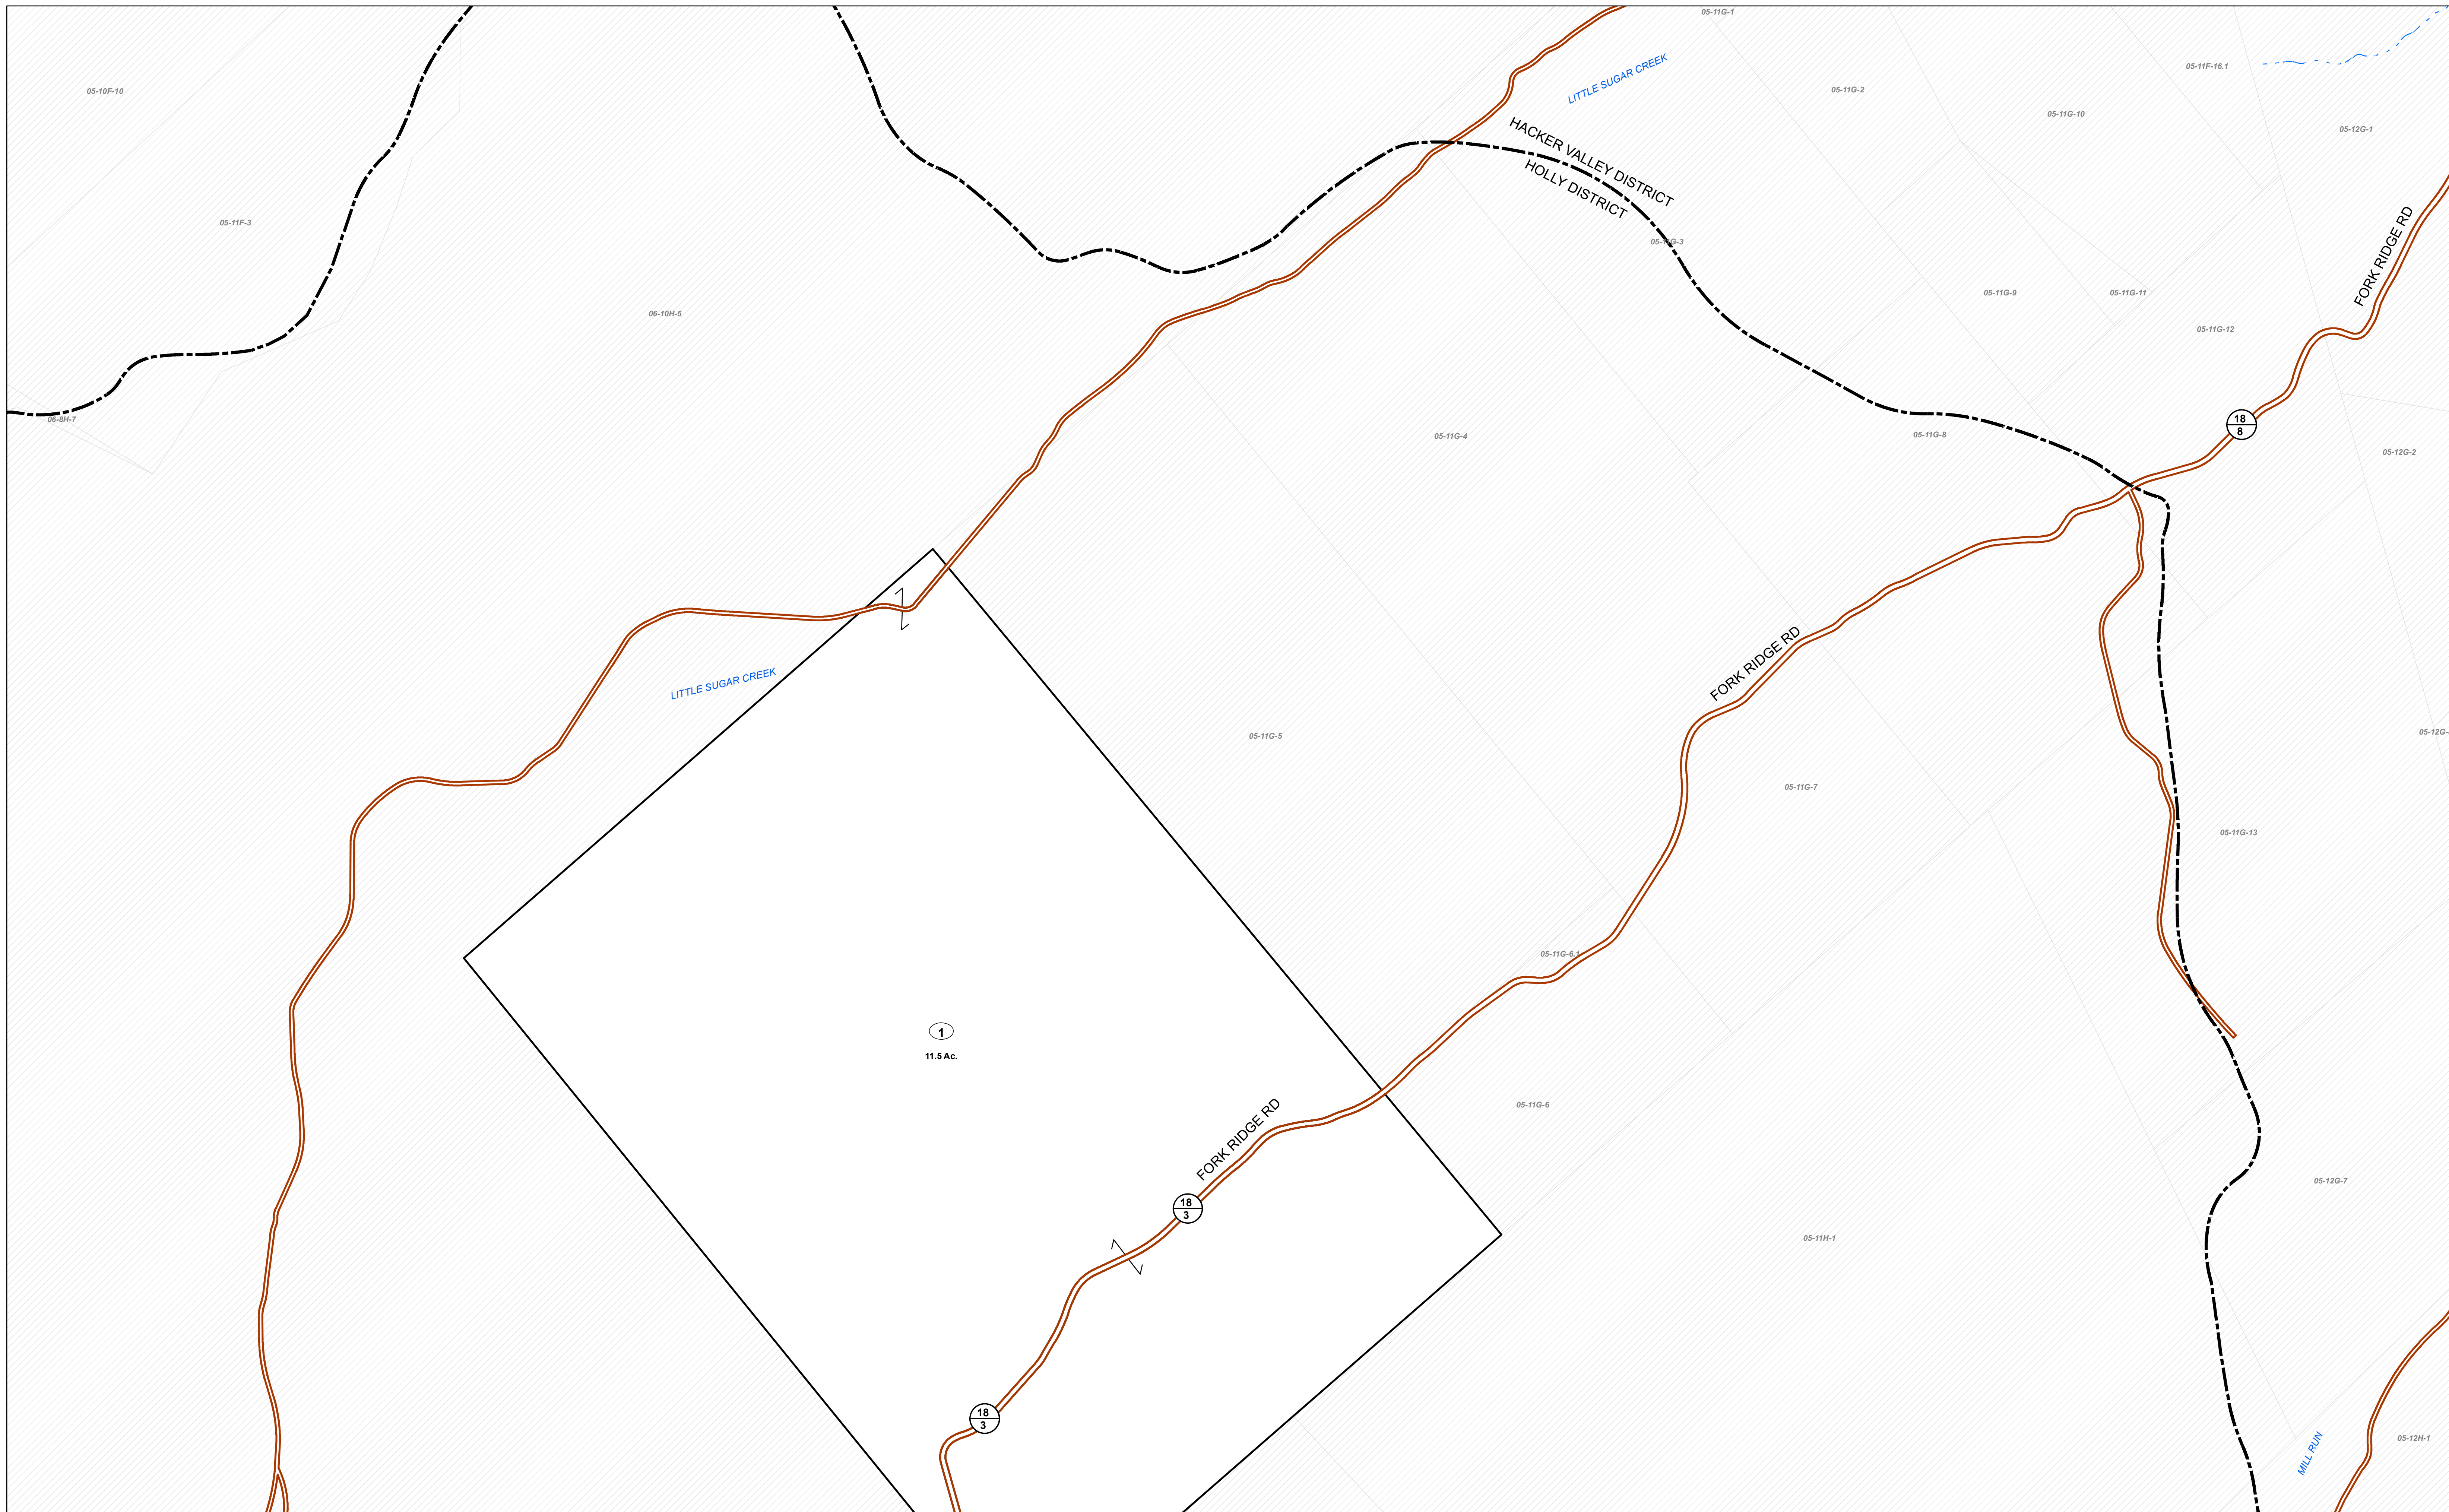 05-11G-1
05-11F-16.1
LITTLE SUGAR CREEK
05-10F-10
05-11G-2
05-11G-10
05-12G-1
HACKER VALLEY DISTRICT
HOLLY DISTRICT
05-11F-3
05-11G-3
FORK RIDGE RD
05-11G-9
05-11G-11
06-10H-5
05-11G-12
06-8H-7
18
8
05-11G-4
05-11G-8
05-12G-2
FORK RIDGE RD
LITTLE SUGAR CREEK
05-11G-5
05-12G-
05-11G-7
05-11G-13
05-11G-6.1
1
11.5 Ac.
05-11G-6
FORK RIDGE RD
05-12G-7
18
3
05-11H-1
18
3
05-12H-1
MILL RUN